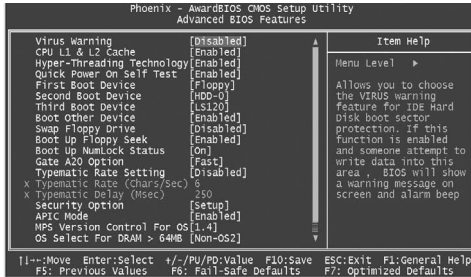 Phoenix - AwardBIOS CMOS Setup Utility
Advanced BIOS Features
Virus Warning [Disabled]
CPU L1 & L2 Cache [Enabled]
Hyper-Threading Technology[Enabled]
Quick Power On Self Test [Enabled]
First Boot Device [Floppy]
Second Boot Device [HDD-0]
Third Boot Device [LS120]
Boot Other Device [Enabled]
Swap Floppy Drive [Disabled]
Boot Up Floppy Seek [Enabled]
Boot Up NumLock Status [On]
Gate A20 Option [Fast]
Typematic Rate Setting [Disabled]
x Typematic Rate (Chars/Sec) 6
x Typematic Delay (Msec) 250
Security Option [Setup]
APIC Mode [Enabled]
MPS Version Control For OS[1.4]
OS Select For DRAM > 64MB [Non-OS2]
Item Help
Menu Level ▶
Allows you to choose
the VIRUS warning
feature for IDE Hard
Disk boot sector
protection. If this
function is enabled
and someone attempt to
write data into this
area , BIOS will show
a warning message on
screen and alarm beep
↑↓→←:Move Enter:Select +/-/PU/PD:Value F10:Save ESC:Exit F1:General Help
F5: Previous Values F6: Fail-Safe Defaults F7: Optimized Defaults